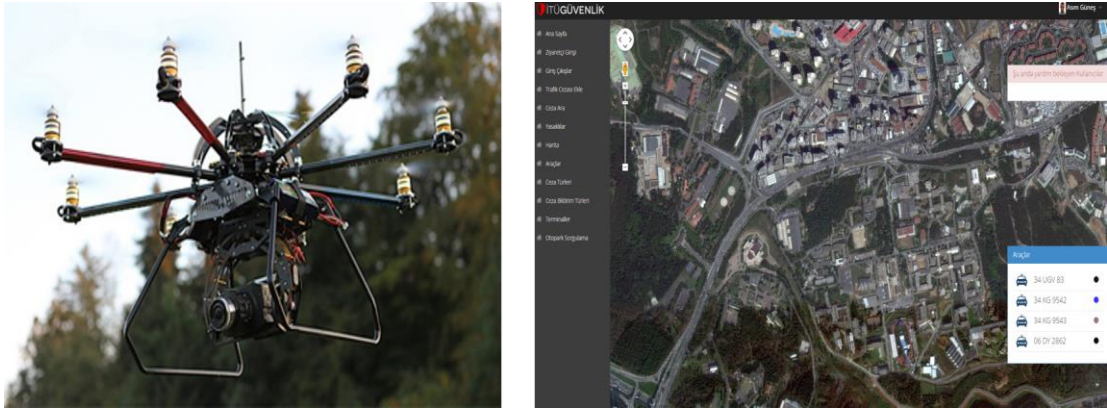 İTÜGÜVENLİK
Asım Güneş
Ana Sayfa
Ziyaretçi Girişi
Giriş Çıkışlar
Trafik Cezası Ekle
Ceza Ara
Yasaklılar
Harita
Araçlar
Ceza Türleri
Ceza Bildirim Türleri
Terminaller
Otopark Sorgulama
Şu anda yardım bekleyen Kullanıcılar
Araçlar
34 UGV 83
34 KG 9542
34 KG 9543
06 DY 2862